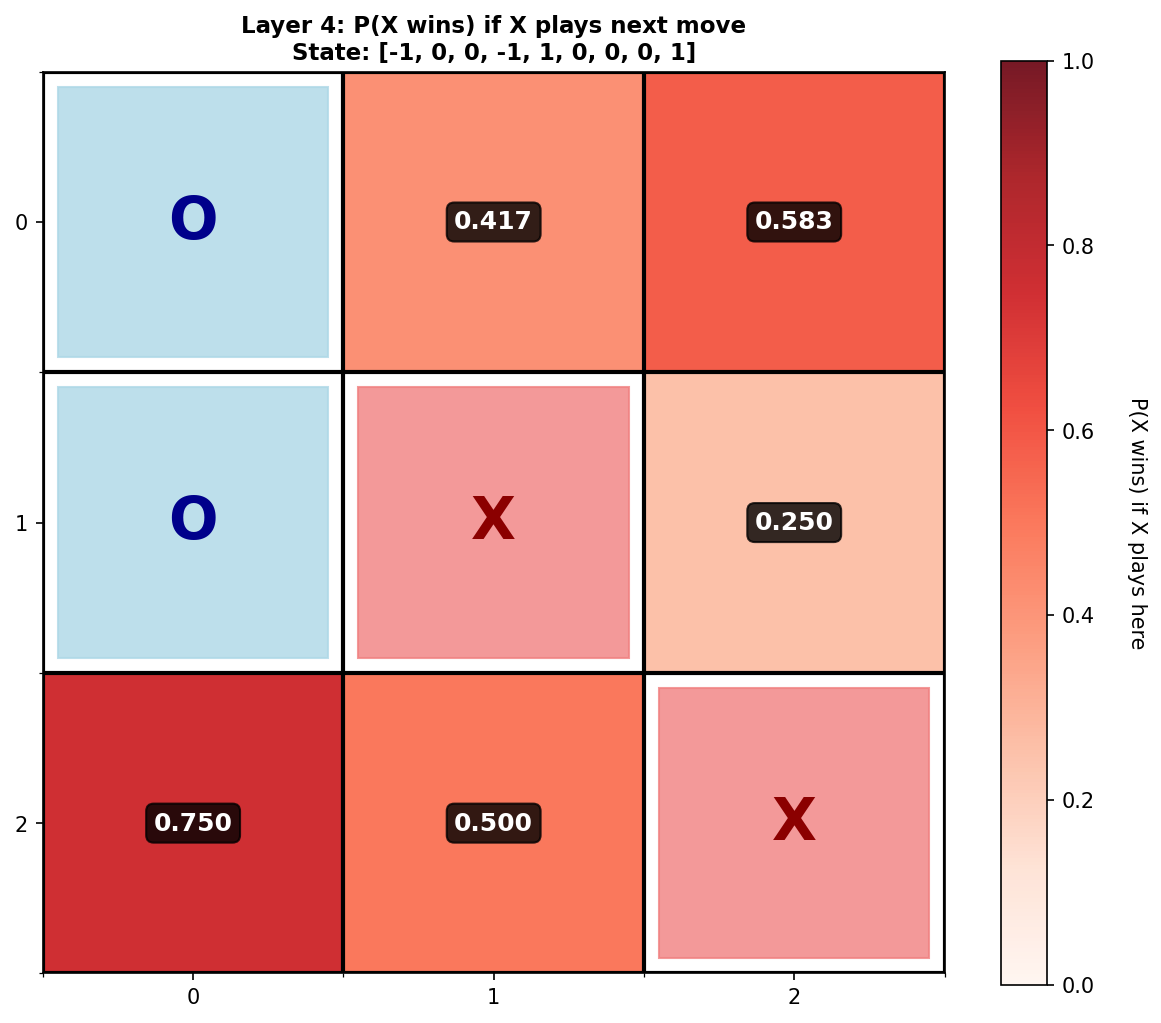 Layer 4: P(X wins) if X plays next move
State: [-1, 0, 0, -1, 1, 0, 0, 0, 1]
1.0
0.8
0.6
0.4
0.2
0.0
P(X wins) if X plays here
0
O
0.417
0.583
1
O
X
0.250
2
0.750
0.500
X
0
1
2